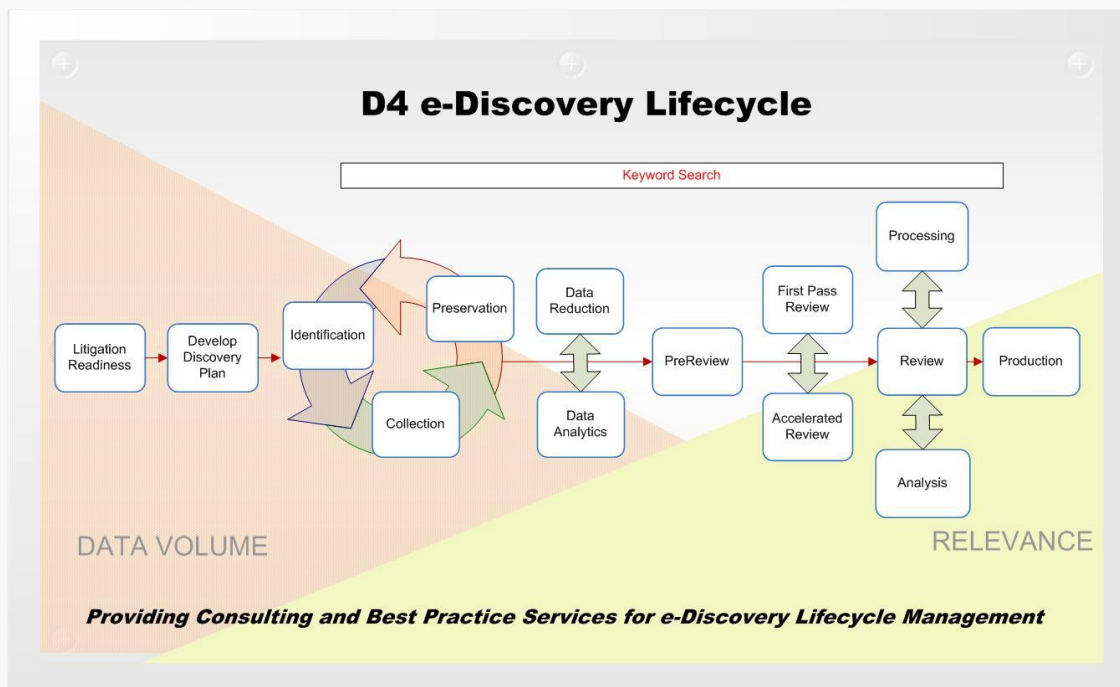 D4 e-Discovery Lifecycle
Keyword Search
Litigation
Readiness
Develop
Discovery
Plan
Identification
Preservation
Collection
Data
Reduction
Data
Analytics
PreReview
First Pass
Review
Accelerated
Review
Processing
Review
Analysis
Production
DATA VOLUME
RELEVANCE
Providing Consulting and Best Practice Services for e-Discovery Lifecycle Management